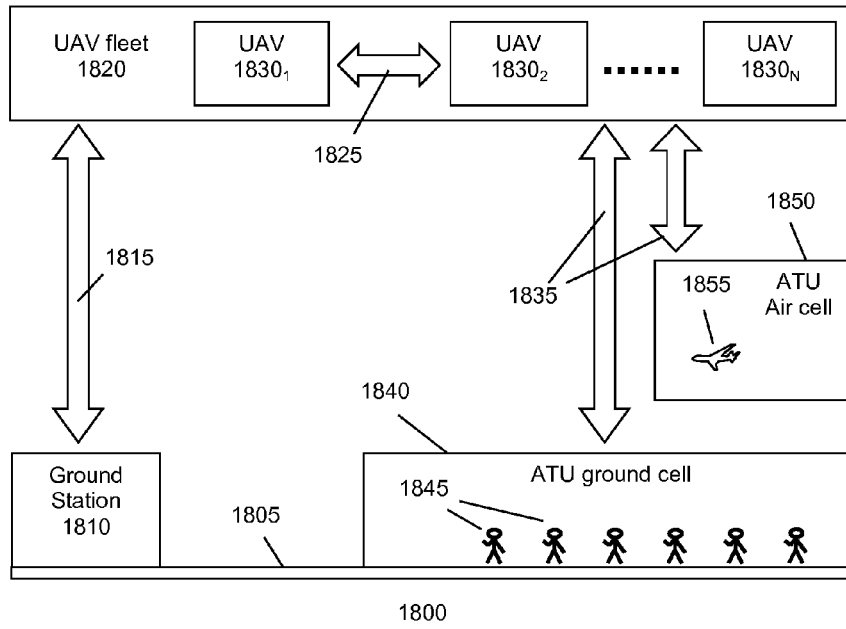 UAV fleet
1820
UAV
1830₁
UAV
1830₂
UAV
1830N
1825
1815
1835
1850
1855
ATU
Air cell
1840
Ground
Station
1810
1805
ATU ground cell
1845
1800